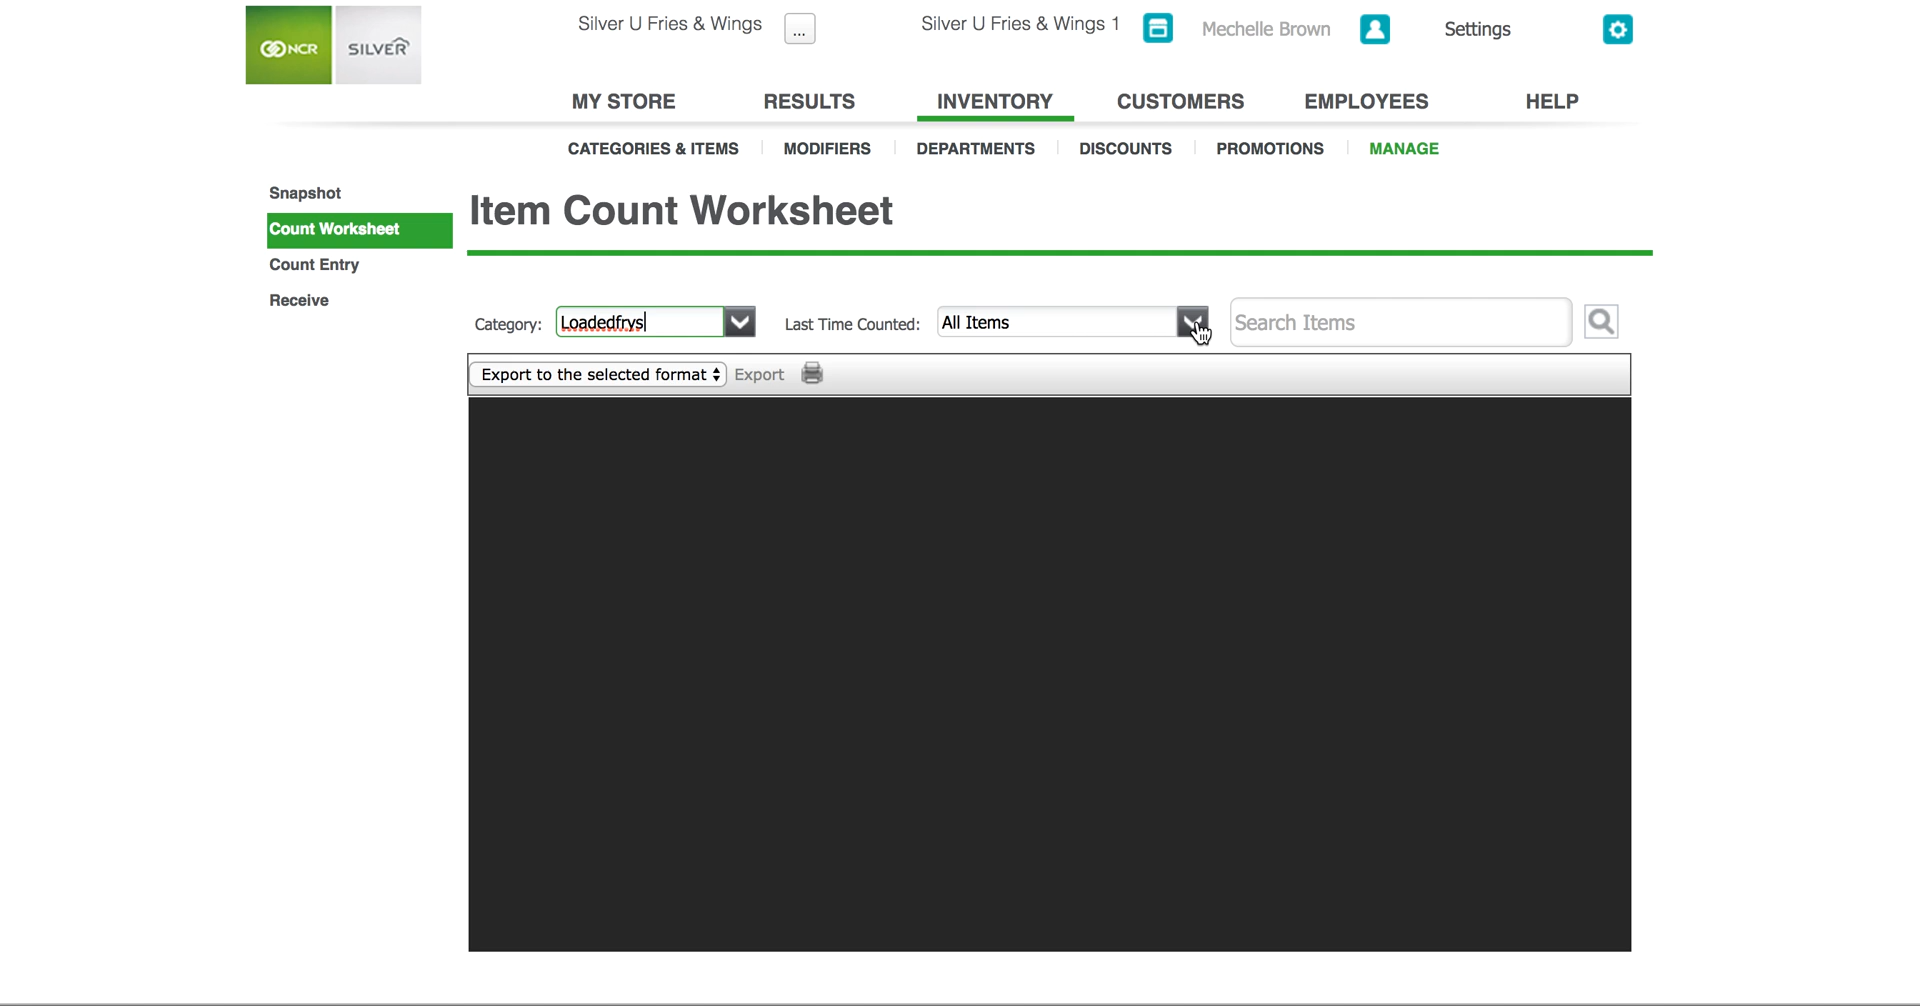 NCR SILVER
Silver U Fries & Wings ... Silver U Fries & Wings 1 Mechelle Brown Settings
MY STORE RESULTS INVENTORY CUSTOMERS EMPLOYEES HELP
CATEGORIES & ITEMS MODIFIERS DEPARTMENTS DISCOUNTS PROMOTIONS MANAGE
Snapshot
Count Worksheet
Count Entry
Receive
Item Count Worksheet
Category: Loadedfrys Last Time Counted: All Items Search Items
Export to the selected format Export